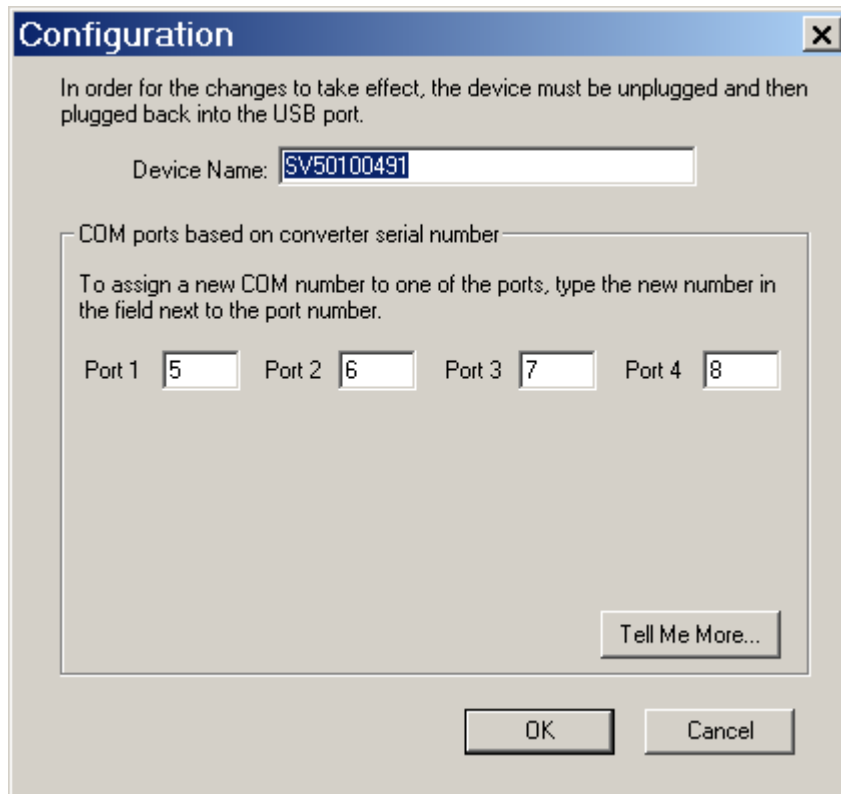 Configuration
In order for the changes to take effect, the device must be unplugged and then
plugged back into the USB port.
Device Name: SV50100491
COM ports based on converter serial number
To assign a new COM number to one of the ports, type the new number in
the field next to the port number.
Port 1 5 Port 2 6 Port 3 7 Port 4 8
Tell Me More...
OK Cancel